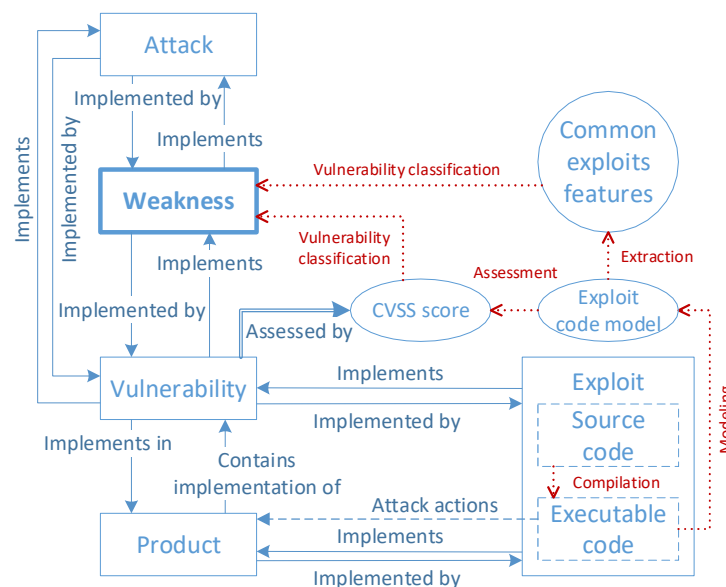 Attack
Implemented by
Implements
Implements
Implemented by
Common
exploits
features
Vulnerability classification
Weakness
Vulnerability
classification
Implements
Extraction
Assessment
Implemented by
CVSS score
Exploit
code model
Assessed by
Modeling
Vulnerability
Implements
Implemented by
Exploit
Source
code
Implements in
Contains
implementation of
Compilation
Attack actions
Executable
code
Product
Implements
Implemented by